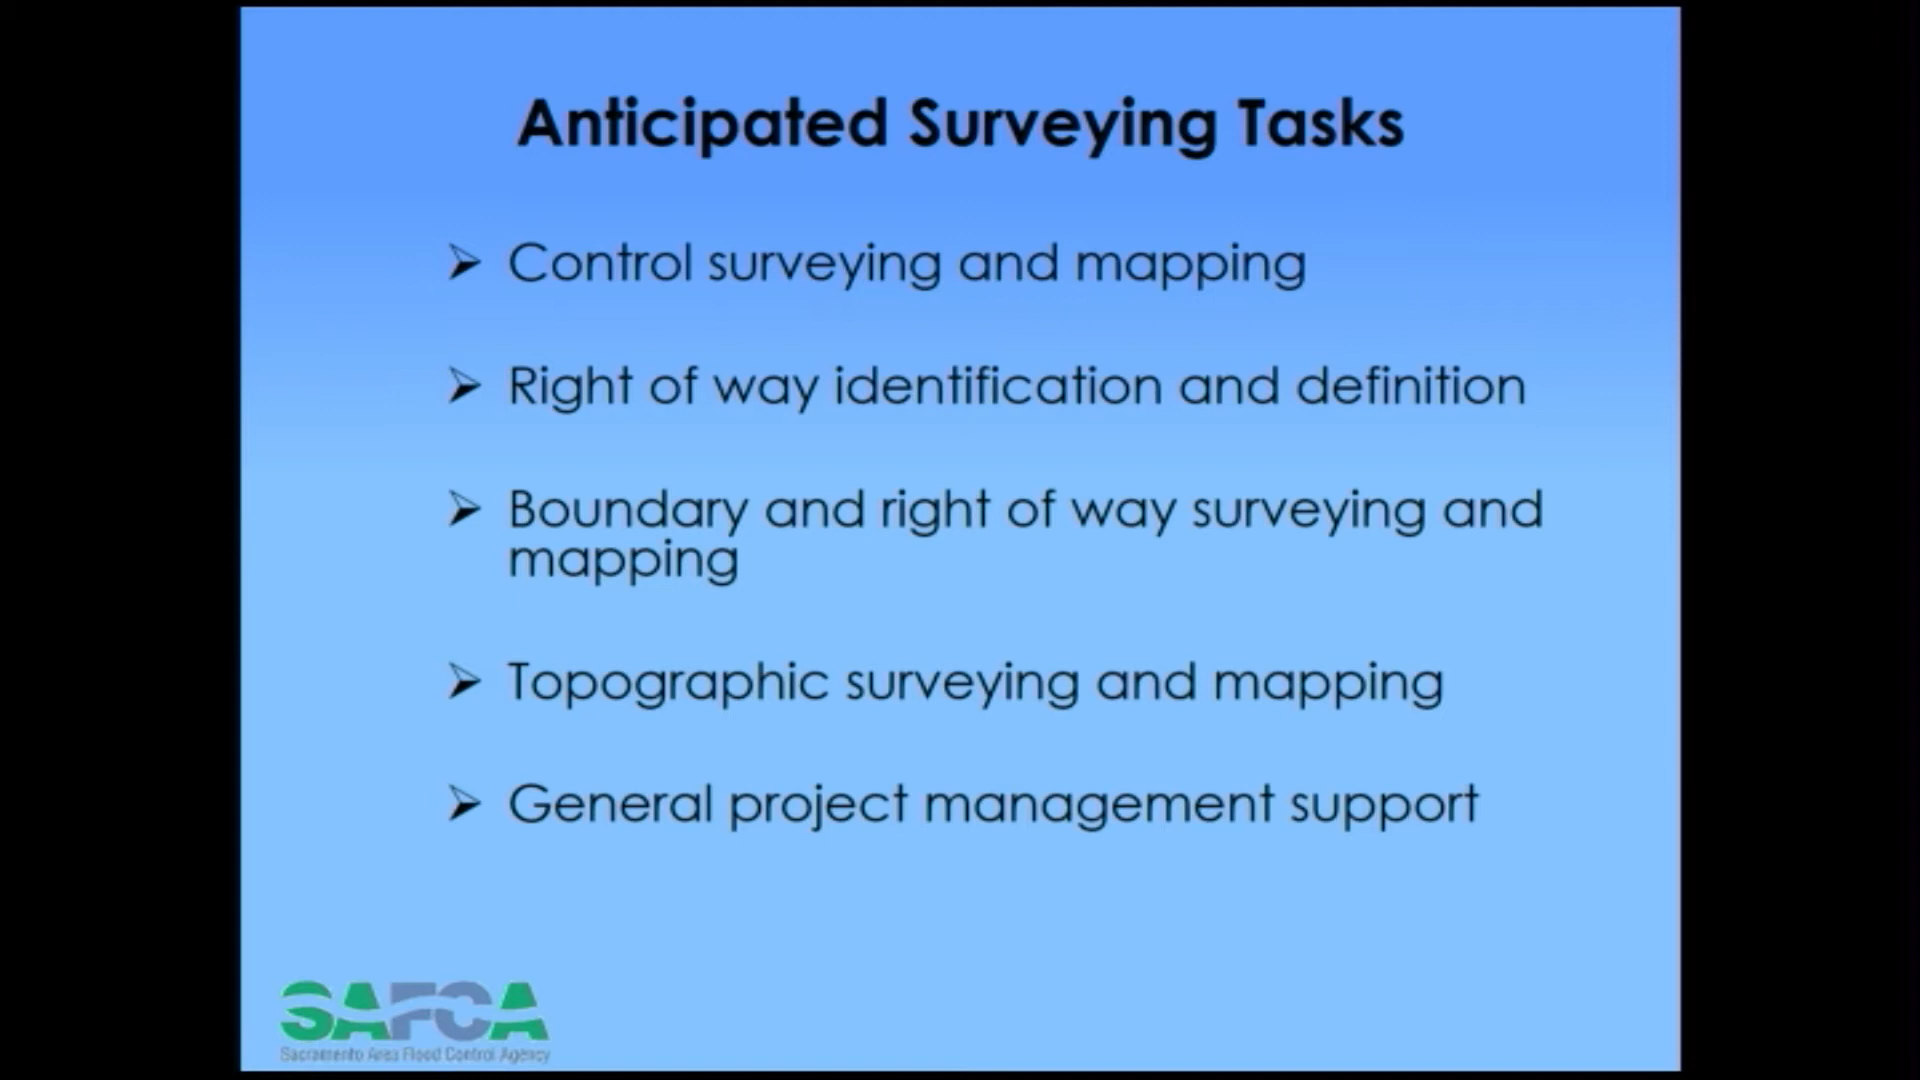 Anticipated Surveying Tasks
Control surveying and mapping
Right of way identification and definition
Boundary and right of way surveying and
mapping
Topographic surveying and mapping
General project management support
SAFCA
Sacramento Area Flood Control Agency